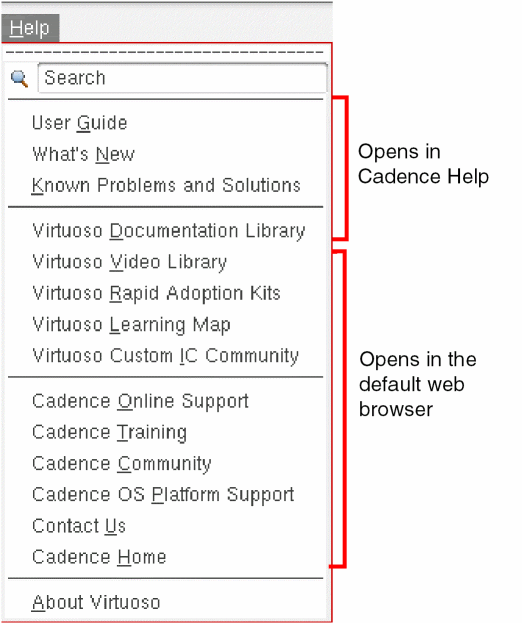 Help
Search
User Guide
What's New
Known Problems and Solutions
Opens in
Cadence Help
Virtuoso Documentation Library
Virtuoso Video Library
Virtuoso Rapid Adoption Kits
Virtuoso Learning Map
Virtuoso Custom IC Community
Opens in the
default web
browser
Cadence Online Support
Cadence Training
Cadence Community
Cadence OS Platform Support
Contact Us
Cadence Home
About Virtuoso